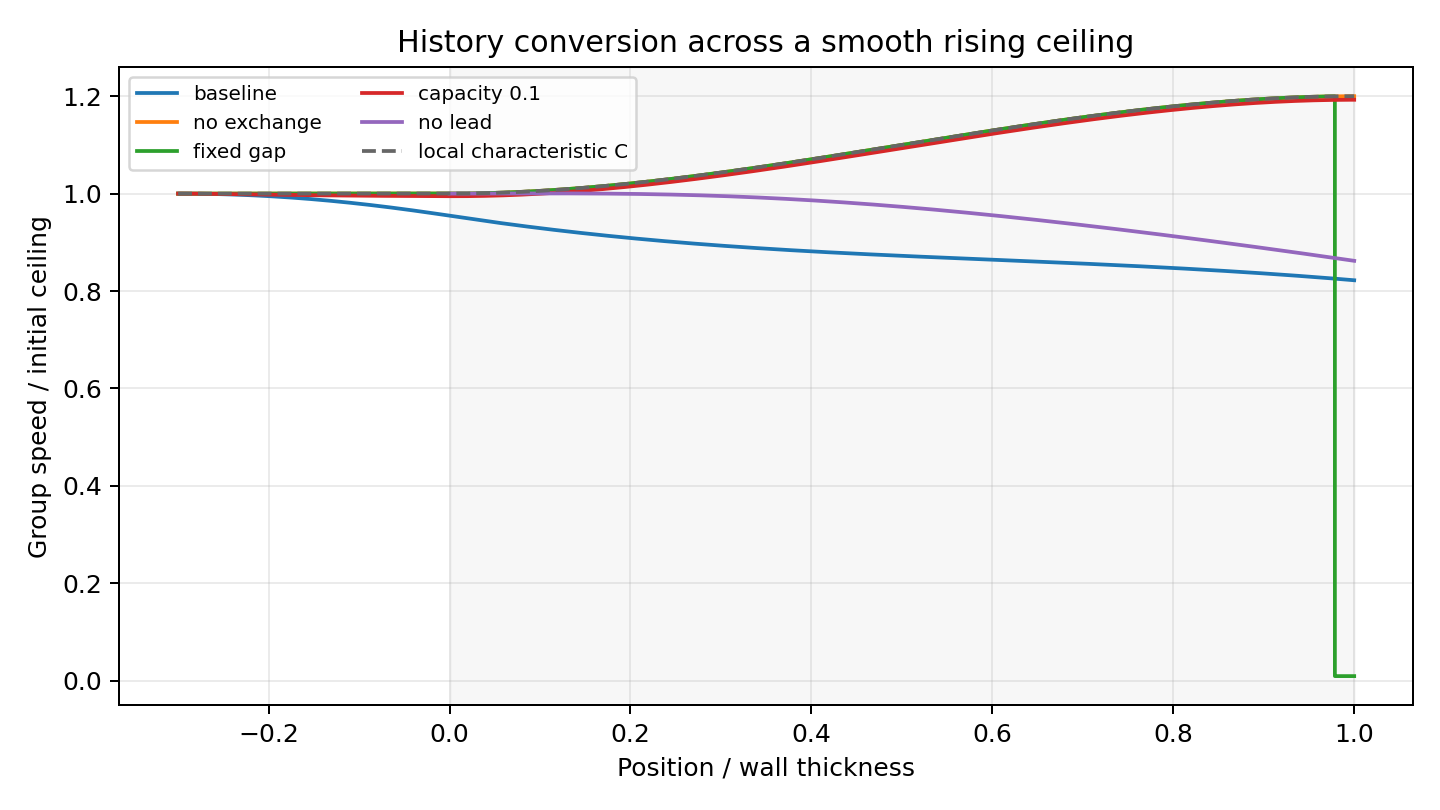 History conversion across a smooth rising ceiling
baseline
no exchange
fixed gap
capacity 0.1
no lead
local characteristic C
Group speed / initial ceiling
1.2
1.0
0.8
0.6
0.4
0.2
0.0
−0.2 0.0 0.2 0.4 0.6 0.8 1.0
Position / wall thickness